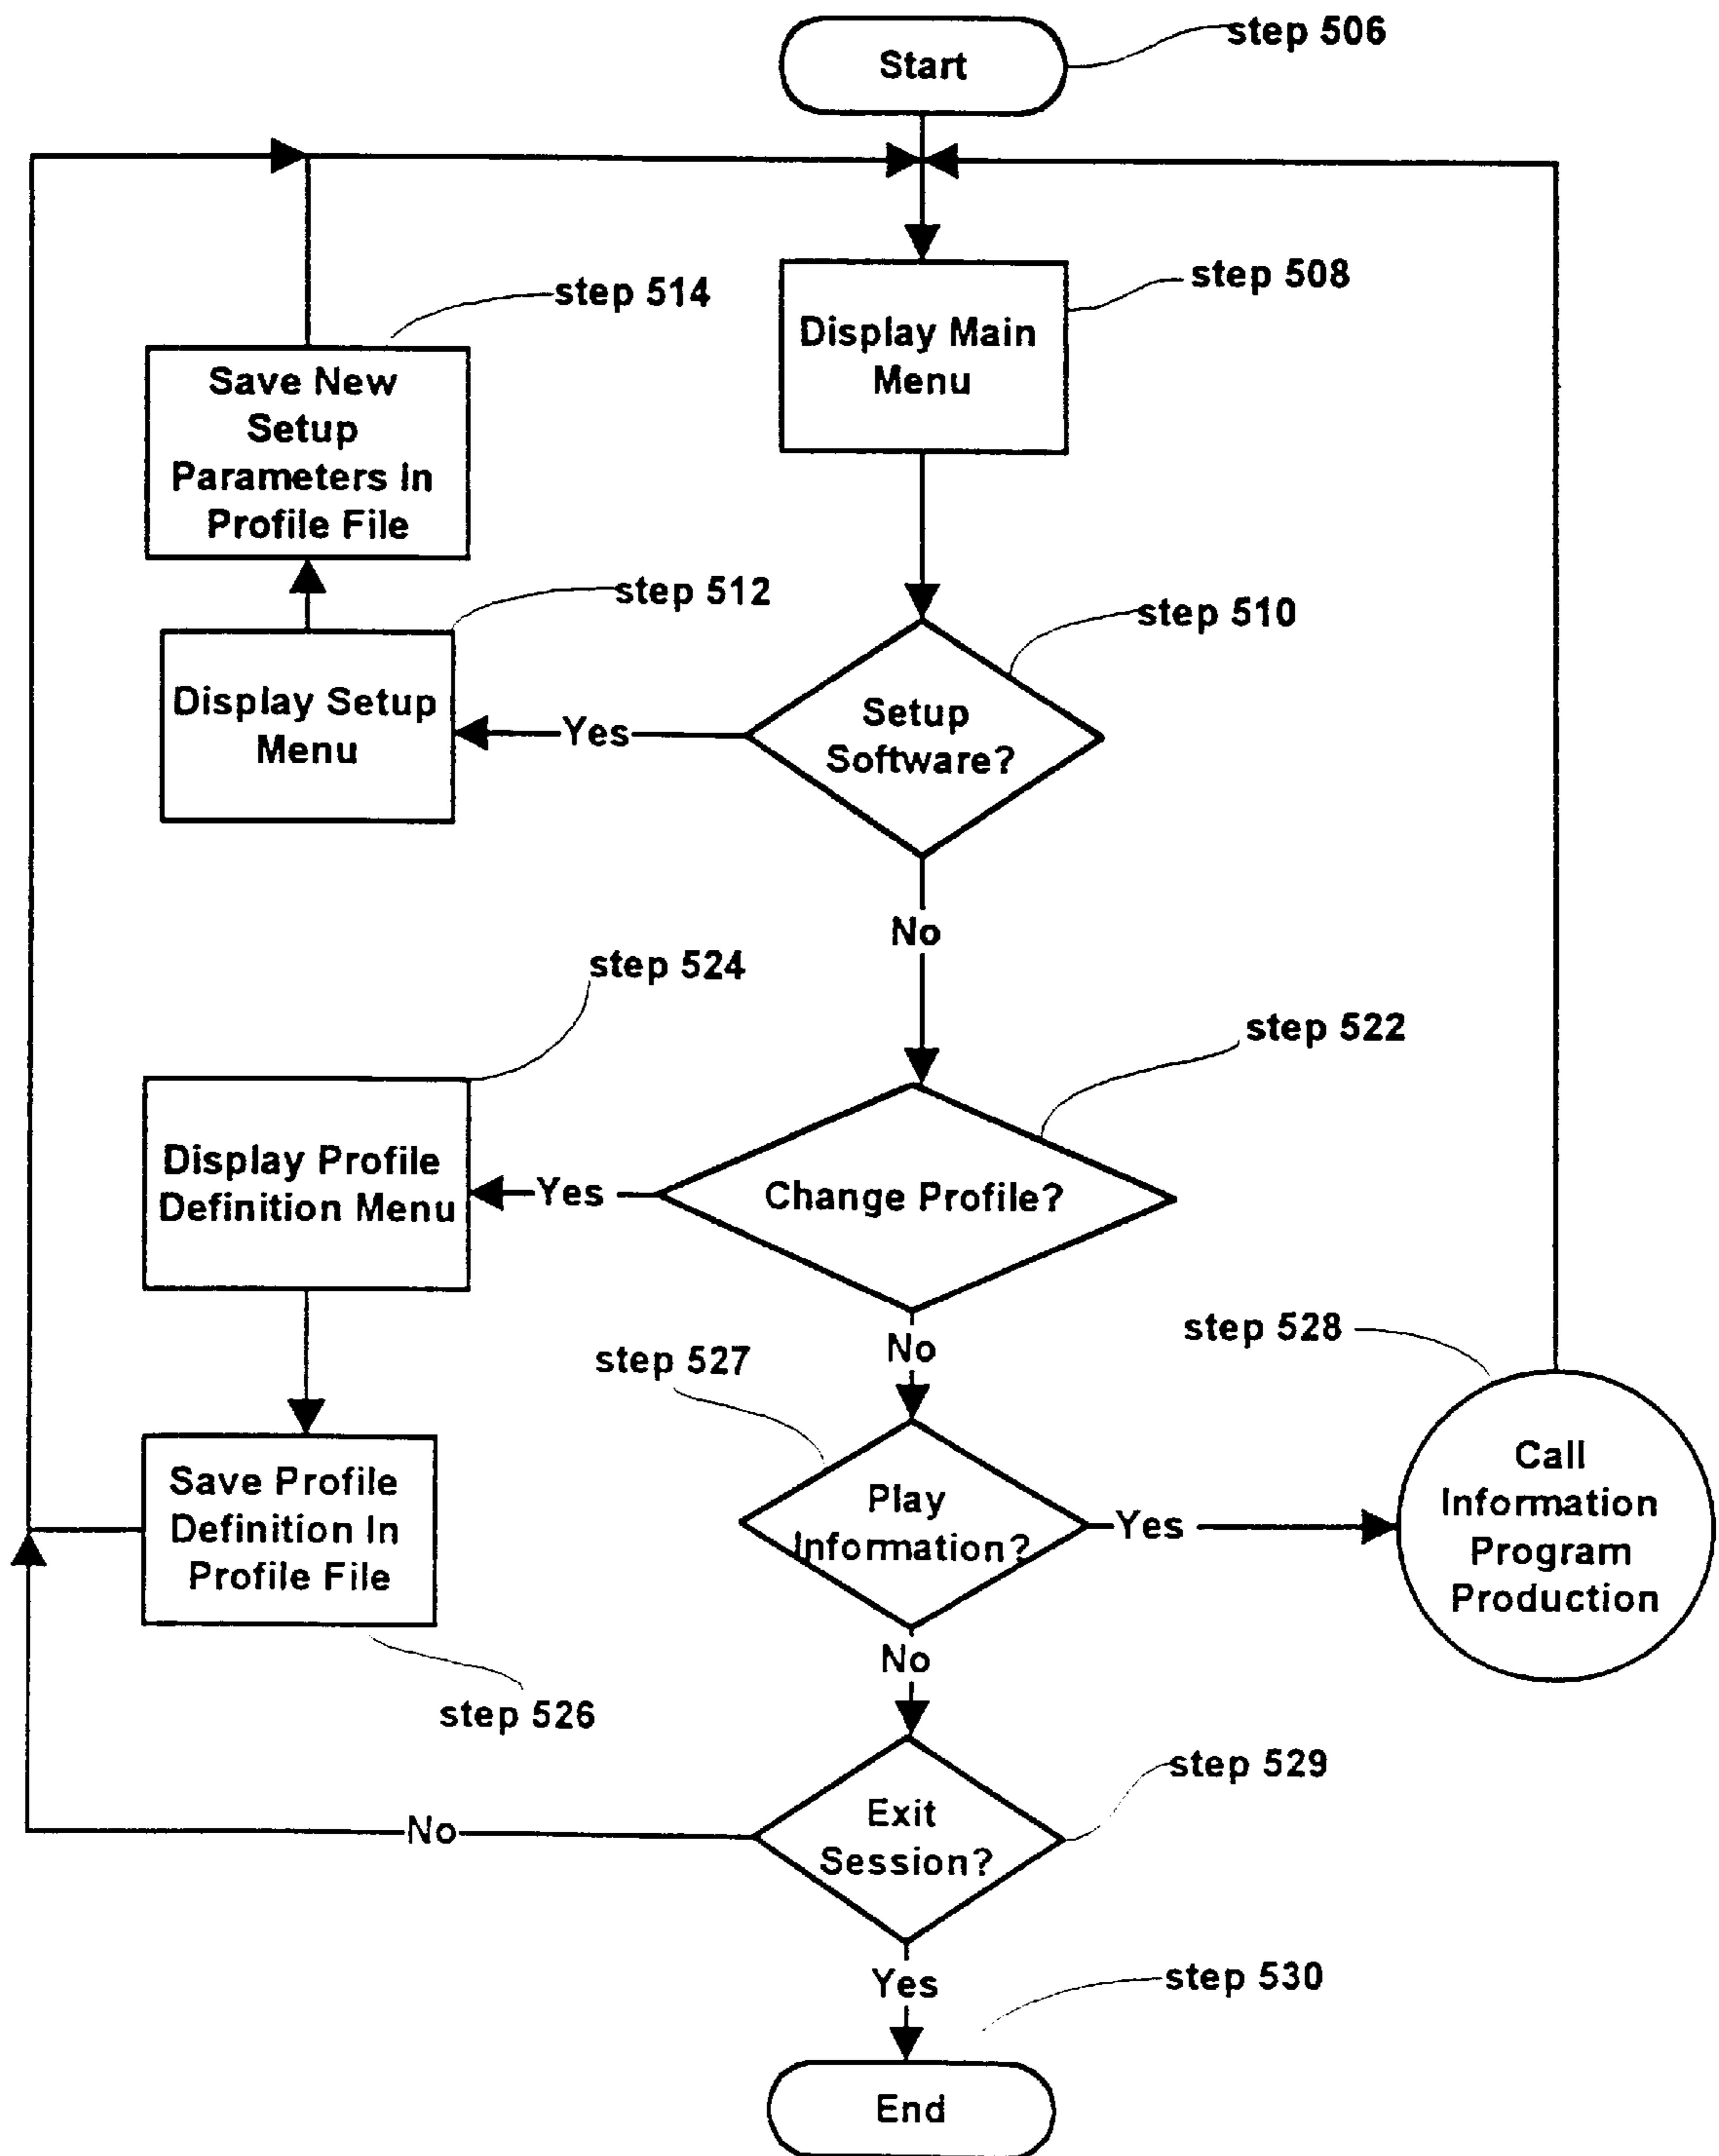 step 506
Start
step 508
Display Main
Menu
step 514
Save New
Setup
Parameters In
Profile File
step 512
Display Setup
Menu
Yes
step 510
Setup
Software?
No
step 524
step 522
Display Profile
Definition Menu
Yes
Change Profile?
No
step 527
step 528
Save Profile
Definition In
Profile File
Play
Information?
Yes
Call
Information
Program
Production
No
step 526
step 529
Exit
Session?
No
Yes
step 530
End